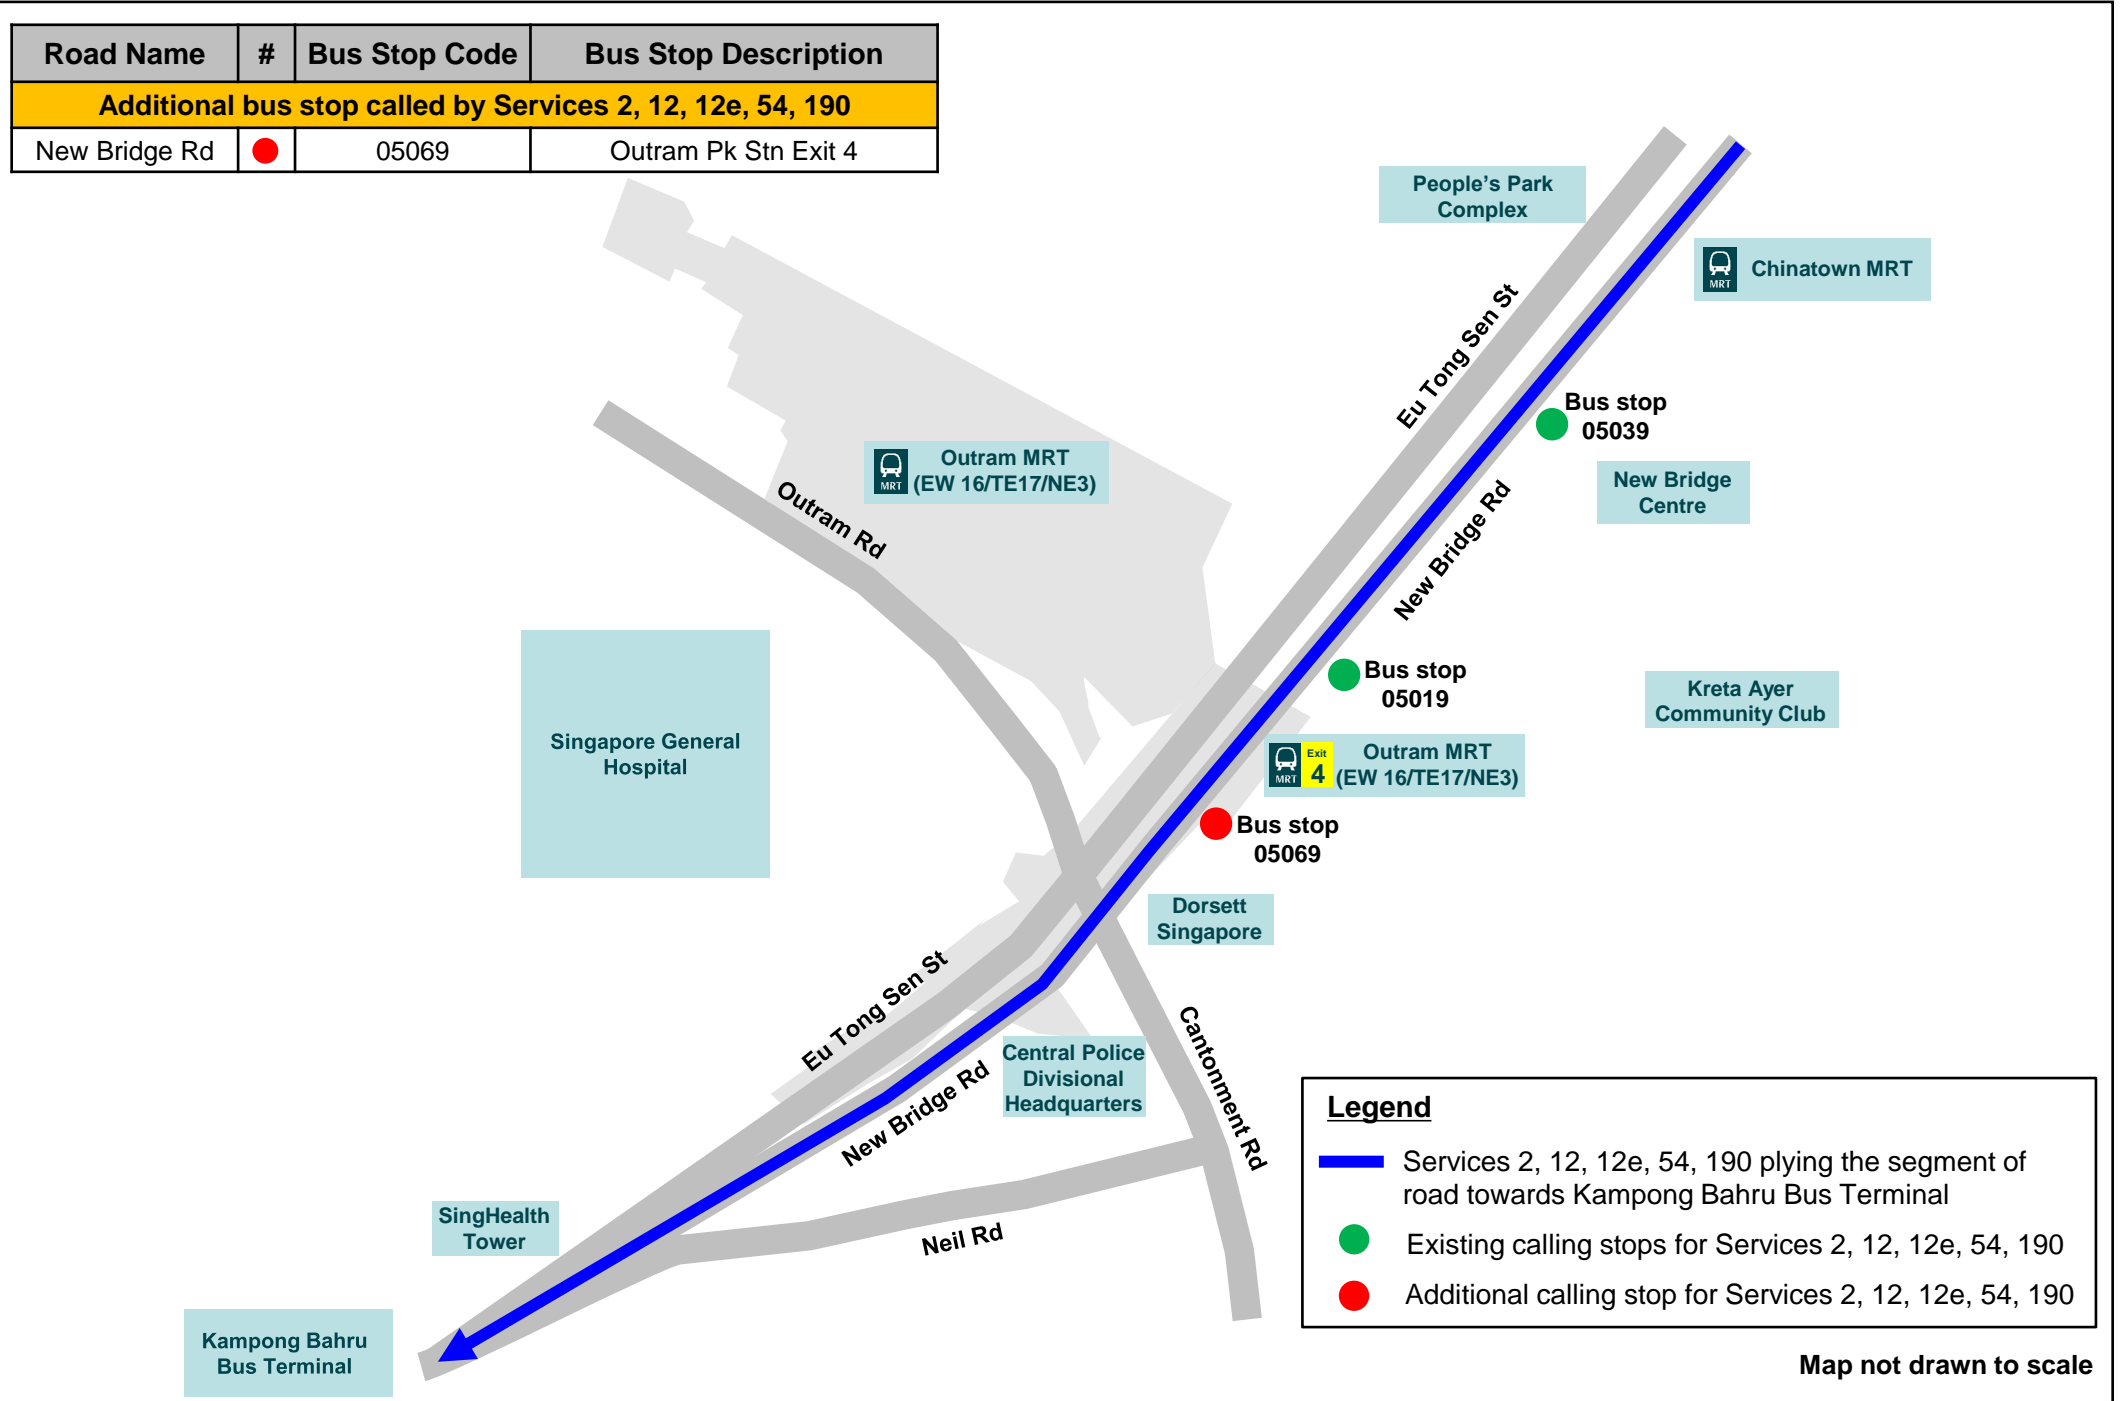 Road Name # Bus Stop Code Bus Stop Description
Additional bus stop called by Services 2, 12, 12e, 54, 190
New Bridge Rd 05069 Outram Pk Stn Exit 4
People's Park
Complex
MRT
Chinatown MRT
Eu Tong Sen St
Bus stop
05039
MRT
Outram MRT
(EW 16/TE17/NE3)
New Bridge
Centre
Outram Rd
New Bridge Rd
Bus stop
05019
Kreta Ayer
Community Club
Singapore General
Hospital
MRT
Exit
4
Outram MRT
(EW 16/TE17/NE3)
Bus stop
05069
Dorsett
Singapore
Eu Tong Sen St
Cantonment Rd
Central Police
Divisional
Headquarters
New Bridge Rd
SingHealth
Tower
Neil Rd
Kampong Bahru
Bus Terminal
Legend
Services 2, 12, 12e, 54, 190 plying the segment of
road towards Kampong Bahru Bus Terminal
Existing calling stops for Services 2, 12, 12e, 54, 190
Additional calling stop for Services 2, 12, 12e, 54, 190
Map not drawn to scale